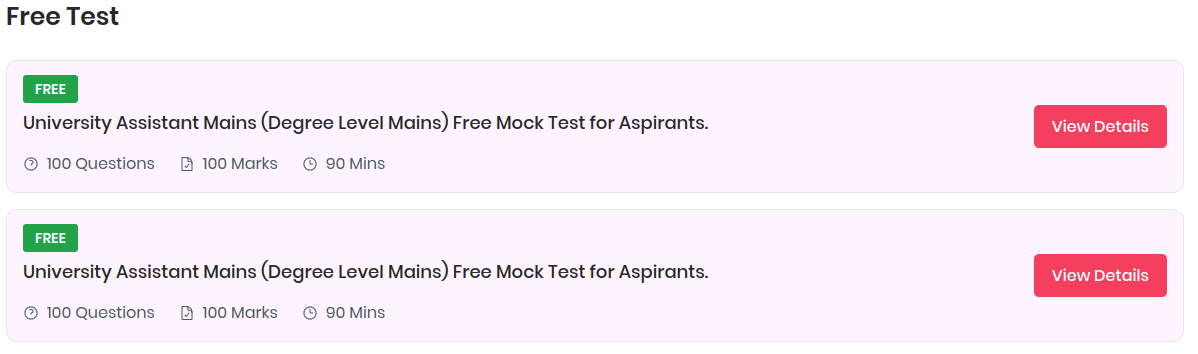 Free Test
FREE
University Assistant Mains (Degree Level Mains) Free Mock Test for Aspirants.
View Details
100 Questions 100 Marks 90 Mins
FREE
University Assistant Mains (Degree Level Mains) Free Mock Test for Aspirants.
View Details
100 Questions 100 Marks 90 Mins